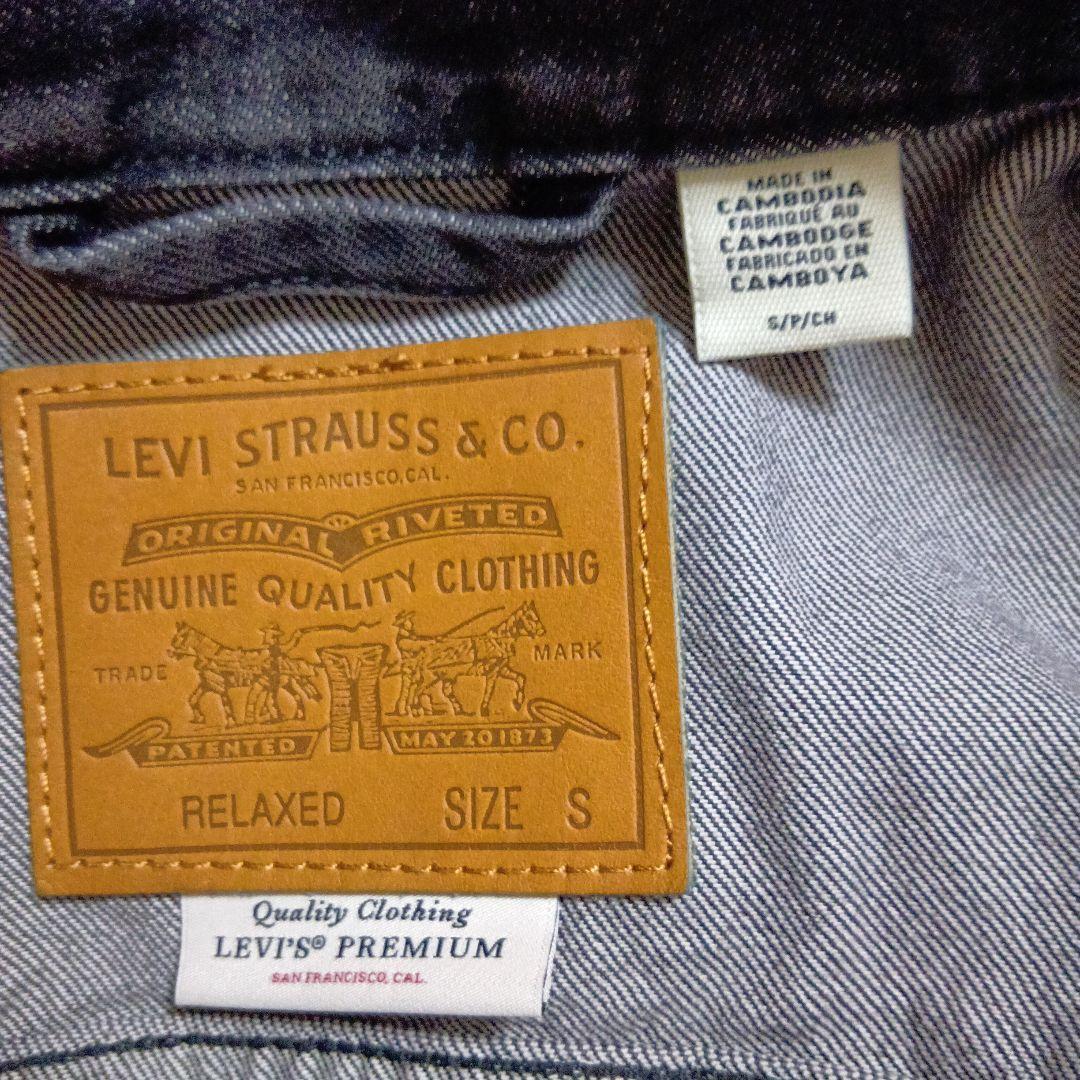 MADE IN
CAMBODIA
FABRIQUÉ AU
CAMBODGE
FABRICADO EN
CAMBOYA
S/P/CH
LEVI STRAUSS & CO.
SAN FRANCISCO, CAL.
ORIGINAL RIVETED
GENUINE QUALITY CLOTHING
TRADE MARK
PATENTED MAY 20 1873
RELAXED SIZE S
Quality Clothing
LEVI'S® PREMIUM
SAN FRANCISCO, CAL.